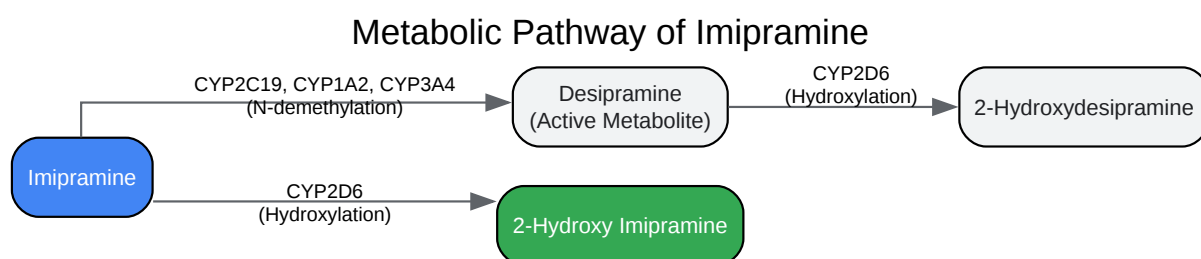 Metabolic Pathway of Imipramine
CYP2C19, CYP1A2, CYP3A4
(N-demethylation)
Desipramine
(Active Metabolite)
CYP2D6
(Hydroxylation)
2-Hydroxydesipramine
Imipramine
CYP2D6
(Hydroxylation)
2-Hydroxy Imipramine